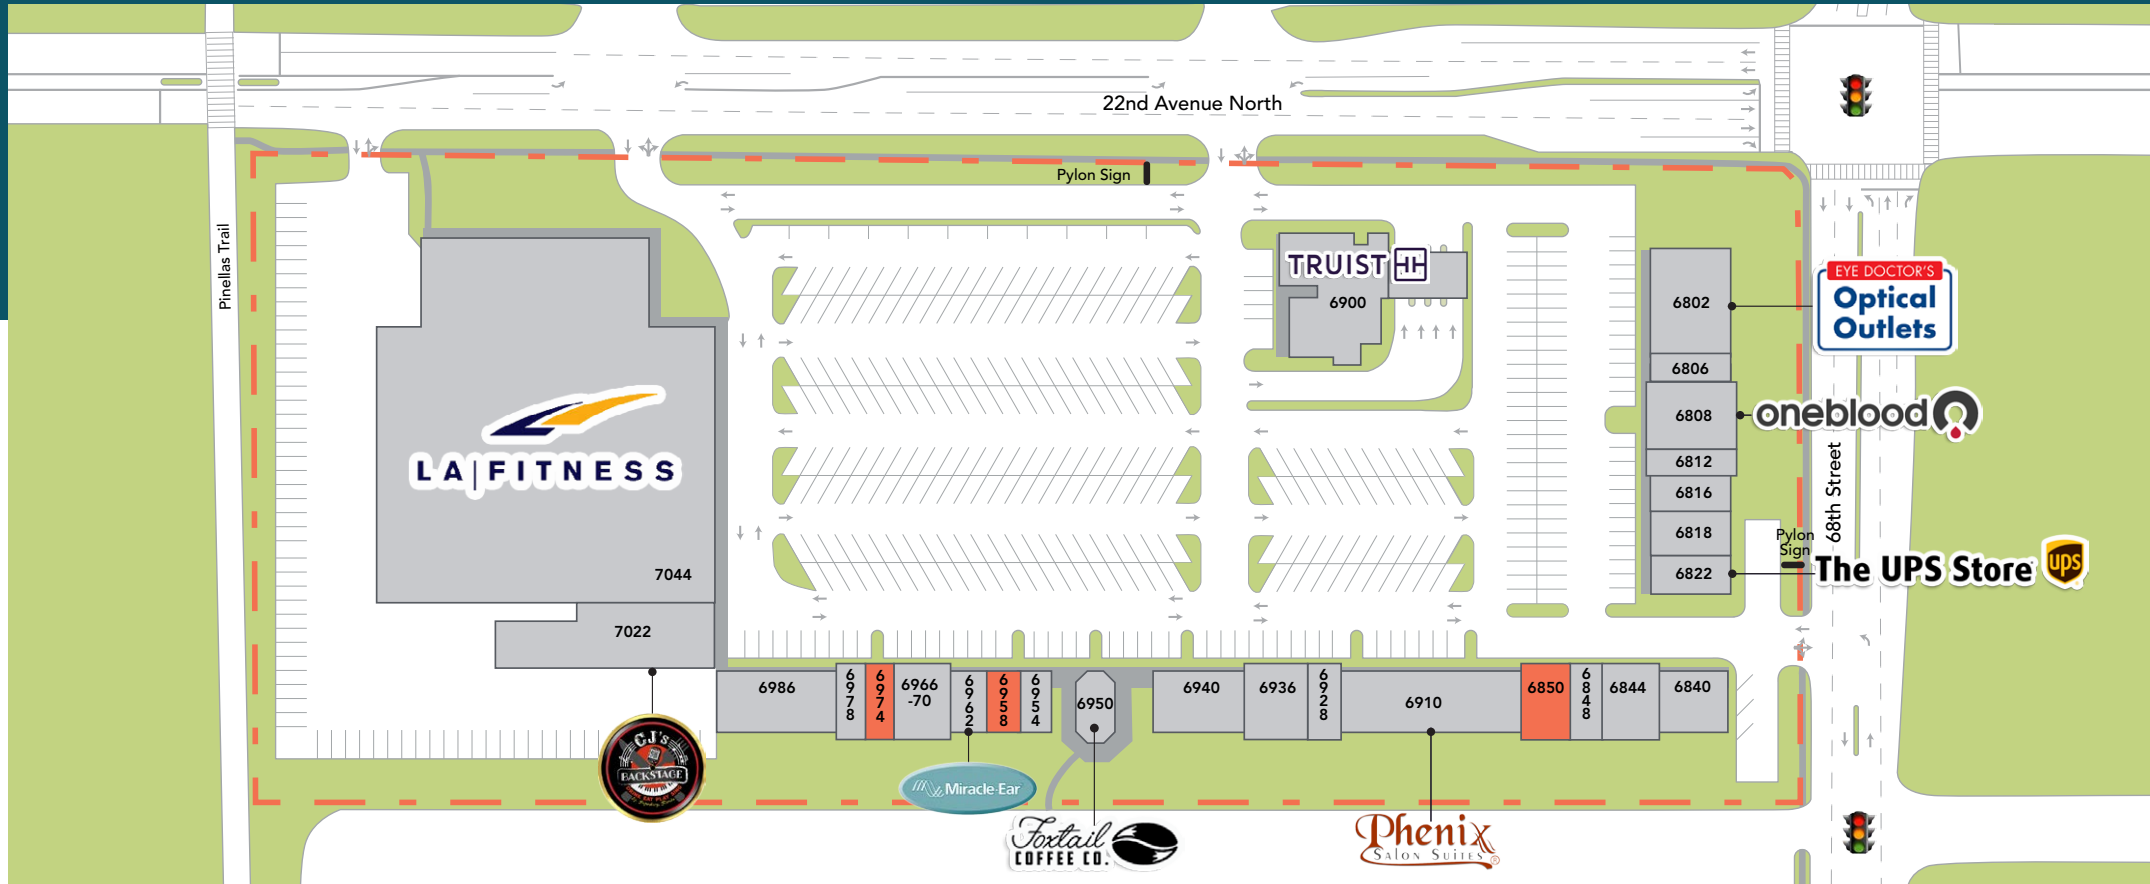 22nd Avenue North
Pylon Sign
Pinellas Trail
TRUIST
6900
6802
EYE DOCTOR'S
Optical
Outlets
6806
6808
oneblood
6812
6816
6818
6822
68th Street
Pylon
Sign
The UPS Store
ups
LA|FITNESS
7044
7022
6986
6978
6974
6966
-70
6962
6958
6954
6950
6940
6936
6928
6910
6850
6848
6844
6840
CJ's
BACKSTAGE
Miracle-Ear
Foxtail
COFFEE CO.
Phenix
SALON SUITES